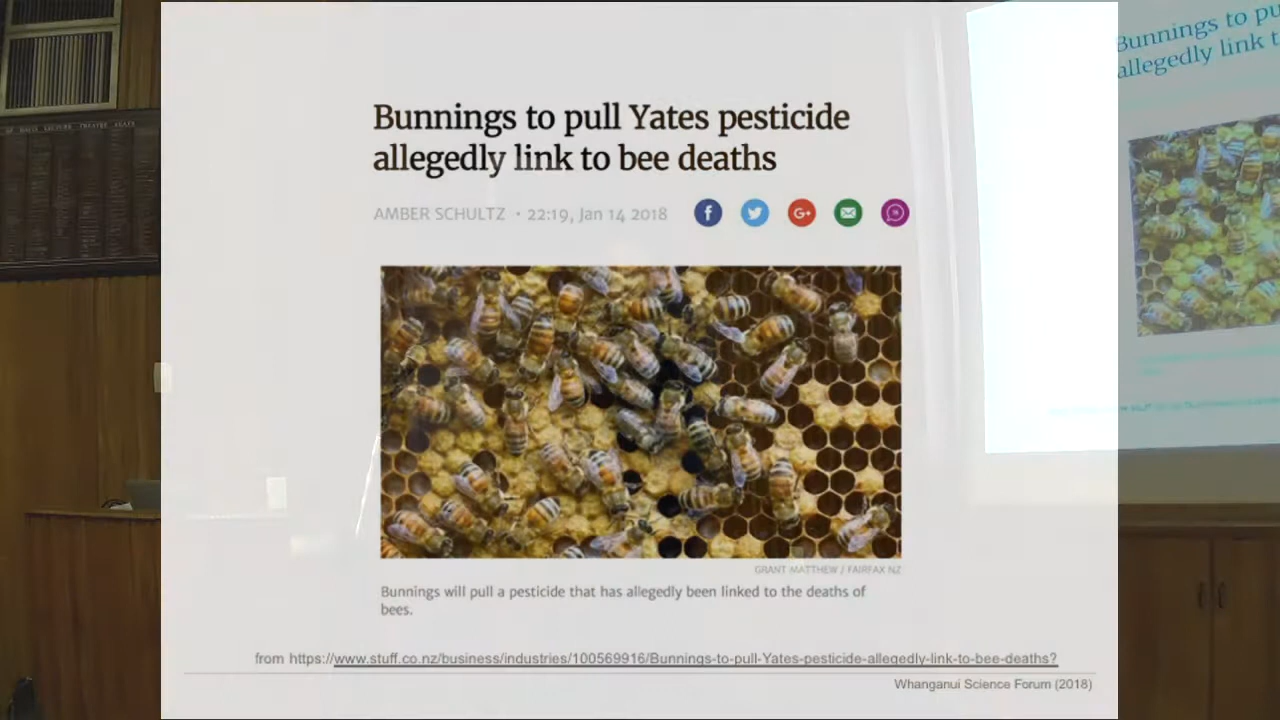 Bunnings to pull Yates pesticide
allegedly link to bee deaths
AMBER SCHULTZ • 22:19, Jan 14 2018
GRANT MATTHEW / FAIRFAX NZ
Bunnings will pull a pesticide that has allegedly been linked to the deaths of
bees.
from https://www.stuff.co.nz/business/industries/100569916/Bunnings-to-pull-Yates-pesticide-allegedly-link-to-bee-deaths?
Whanganui Science Forum (2018)
Bunnings to pu
allegedly link t